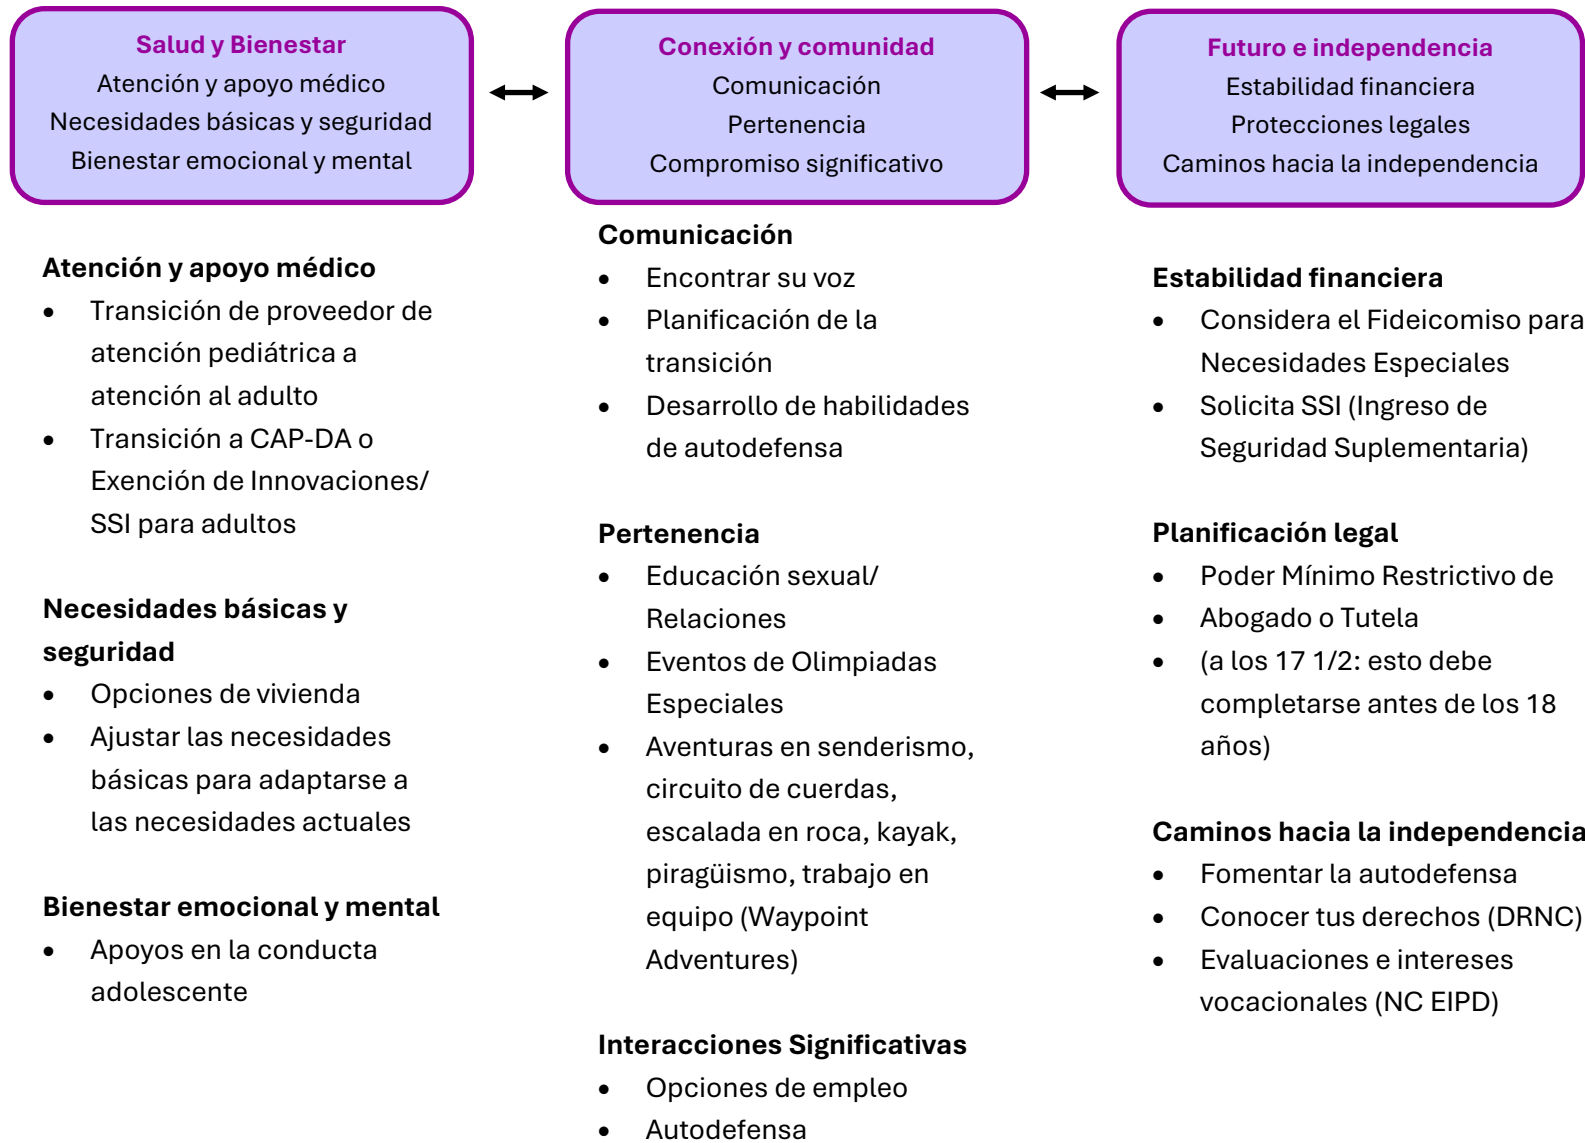 Salud y Bienestar
Atención y apoyo médico
Necesidades básicas y seguridad
Bienestar emocional y mental
Conexión y comunidad
Comunicación
Pertenencia
Compromiso significativo
Futuro e independencia
Estabilidad financiera
Protecciones legales
Caminos hacia la independencia
Atención y apoyo médico
• Transición de proveedor de
atención pediátrica a
atención al adulto
• Transición a CAP-DA o
Exención de Innovaciones/
SSI para adultos
Necesidades básicas y
seguridad
• Opciones de vivienda
• Ajustar las necesidades
básicas para adaptarse a
las necesidades actuales
Bienestar emocional y mental
• Apoyos en la conducta
adolescente
Comunicación
• Encontrar su voz
• Planificación de la
transición
• Desarrollo de habilidades
de autodefensa
Pertenencia
• Educación sexual/
Relaciones
• Eventos de Olimpiadas
Especiales
• Aventuras en senderismo,
circuito de cuerdas,
escalada en roca, kayak,
piragüismo, trabajo en
equipo (Waypoint
Adventures)
Interacciones Significativas
• Opciones de empleo
• Autodefensa
Estabilidad financiera
• Considera el Fideicomiso para
Necesidades Especiales
• Solicita SSI (Ingreso de
Seguridad Suplementaria)
Planificación legal
• Poder Mínimo Restrictivo de
• Abogado o Tutela
• (a los 17 1/2: esto debe
completarse antes de los 18
años)
Caminos hacia la independencia
• Fomentar la autodefensa
• Conocer tus derechos (DRNC)
• Evaluaciones e intereses
vocacionales (NC EIPD)